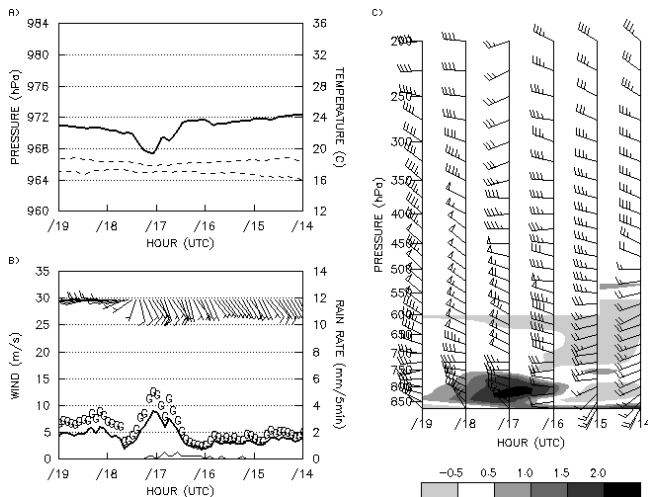 A)
984
980
976
972
968
964
960
PRESSURE (hPa)
36
32
28
24
20
16
12
TEMPERATURE (C)
/19 /18 /17 /16 /15 /14
HOUR (UTC)
B)
35
30
25
20
15
10
5
0
WIND (m/s)
14
12
10
8
6
4
2
0
RAIN RATE (mm/5min)
/19 /18 /17 /16 /15 /14
HOUR (UTC)
C)
200
250
300
350
400
450
500
550
600
650
700
750
800
850
PRESSURE (hPa)
/19 /18 /17 /16 /15 /14
HOUR (UTC)
-0.5 0.5 1.0 1.5 2.0